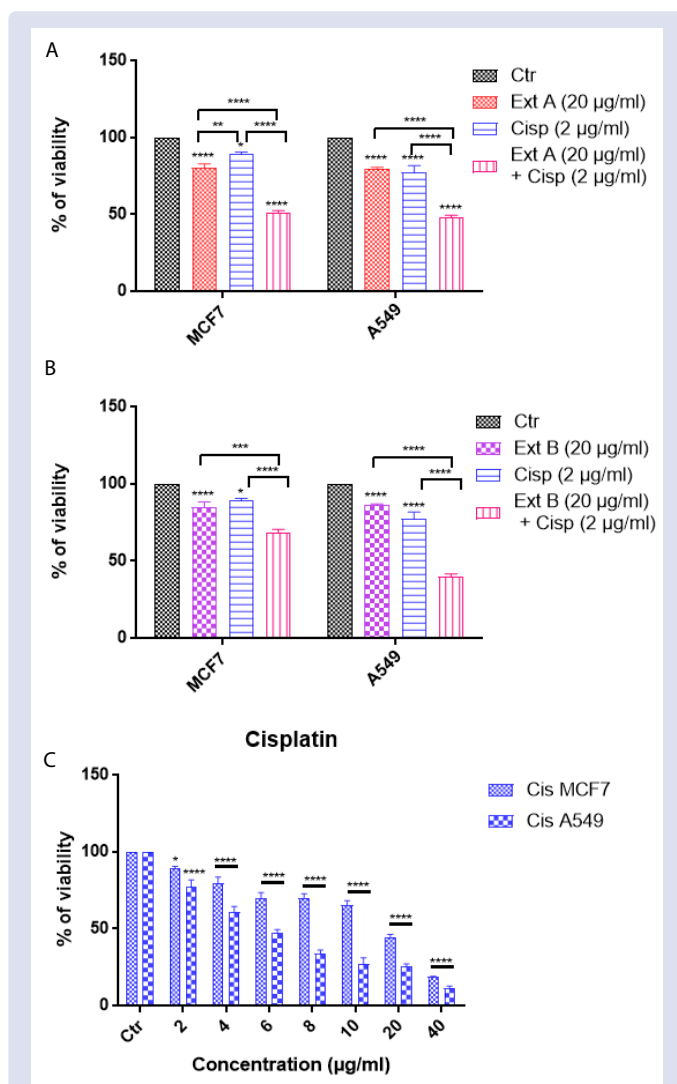 A
150
100
50
0
% of viability
****
**
****
****
*
****
****
****
****
****
****
MCF7
A549
Ctr
Ext A (20 µg/ml)
Cisp (2 µg/ml)
Ext A (20 µg/ml)
+ Cisp (2 µg/ml)
B
150
100
50
0
% of viability
***
****
****
*
****
****
****
****
MCF7
A549
Ctr
Ext B (20 µg/ml)
Cisp (2 µg/ml)
Ext B (20 µg/ml)
+ Cisp (2 µg/ml)
Cisplatin
C
150
100
50
0
% of viability
*
****
****
****
****
****
****
****
Ctr
2
4
6
8
10
20
40
Concentration (µg/ml)
Cis MCF7
Cis A549